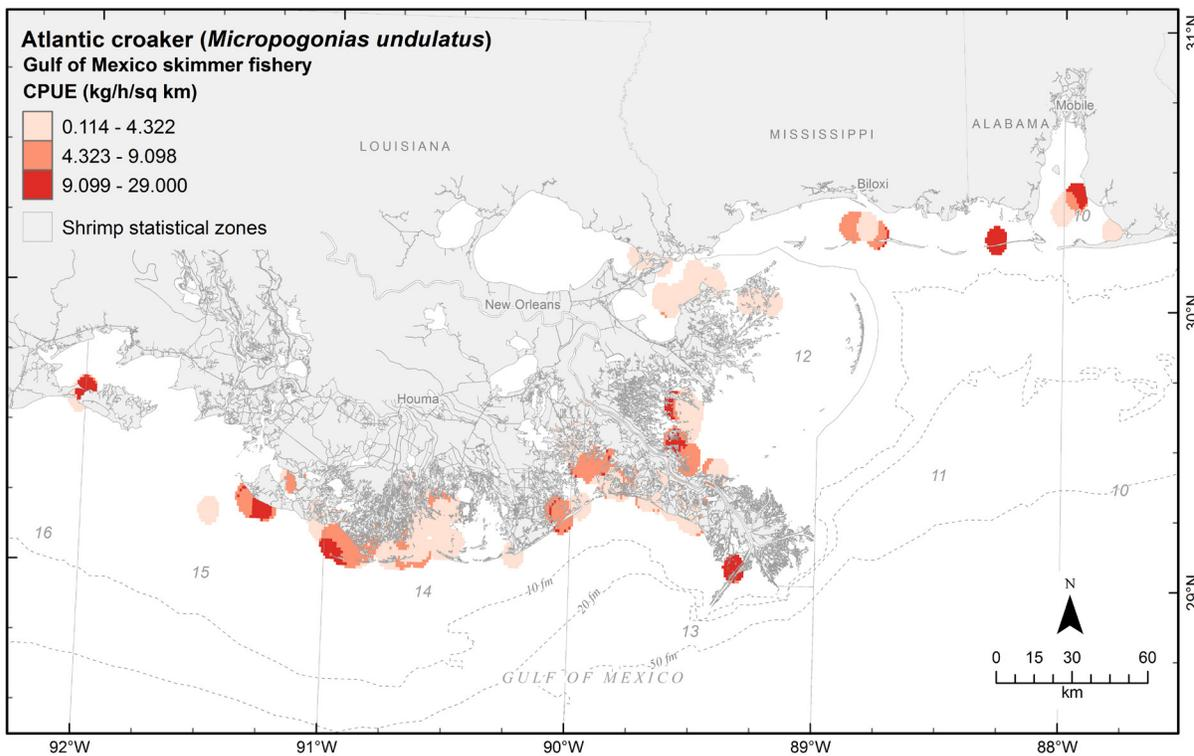 Atlantic croaker (Micropogonias undulatus)
Gulf of Mexico skimmer fishery
CPUE (kg/h/sq km)
0.114 - 4.322
4.323 - 9.098
9.099 - 29.000
Shrimp statistical zones
LOUISIANA
MISSISSIPPI
ALABAMA
Mobile
Biloxi
10
New Orleans
12
Houma
11
10
16
15
14
13
10 fm
20 fm
50 fm
GULF OF MEXICO
N
0 15 30 60
km
31°N
30°N
29°N
92°W 91°W 90°W 89°W 88°W